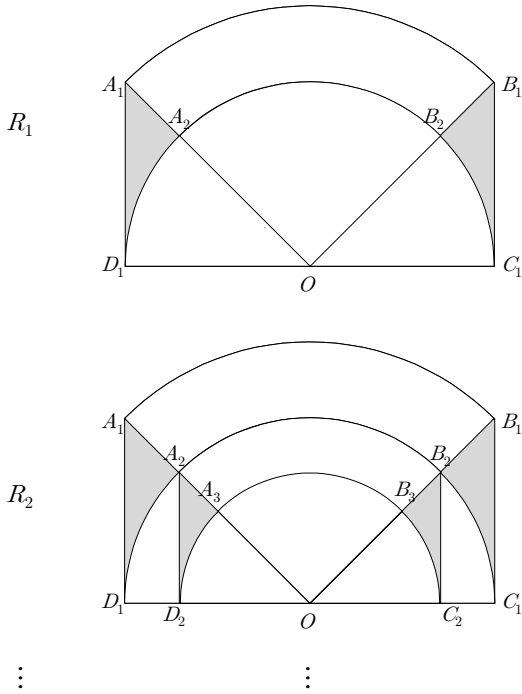 A₁ B₁
R₁ A₂ B₂
D₁ O C₁
A₁ B₁
A₂ B₂
R₂ A₃ B₃
D₁ D₂ O C₂ C₁
⋮ ⋮